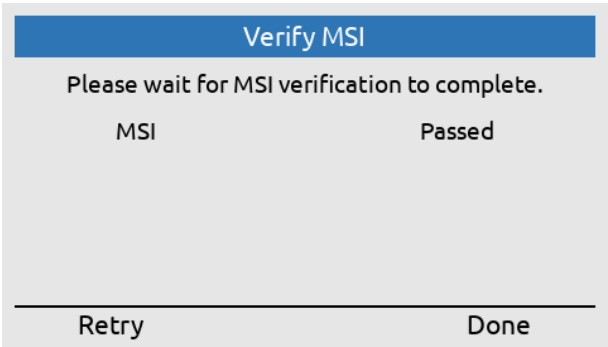 Verify MSI
Please wait for MSI verification to complete.
MSI Passed
Retry Done